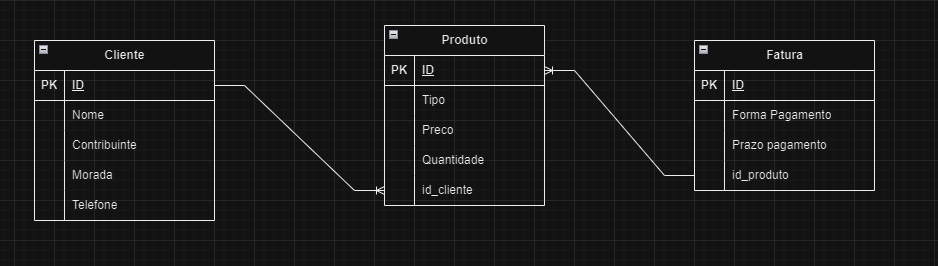 Cliente
PK ID
Nome
Contribuinte
Morada
Telefone
Produto
PK ID
Tipo
Preco
Quantidade
id_cliente
Fatura
PK ID
Forma Pagamento
Prazo pagamento
id_produto